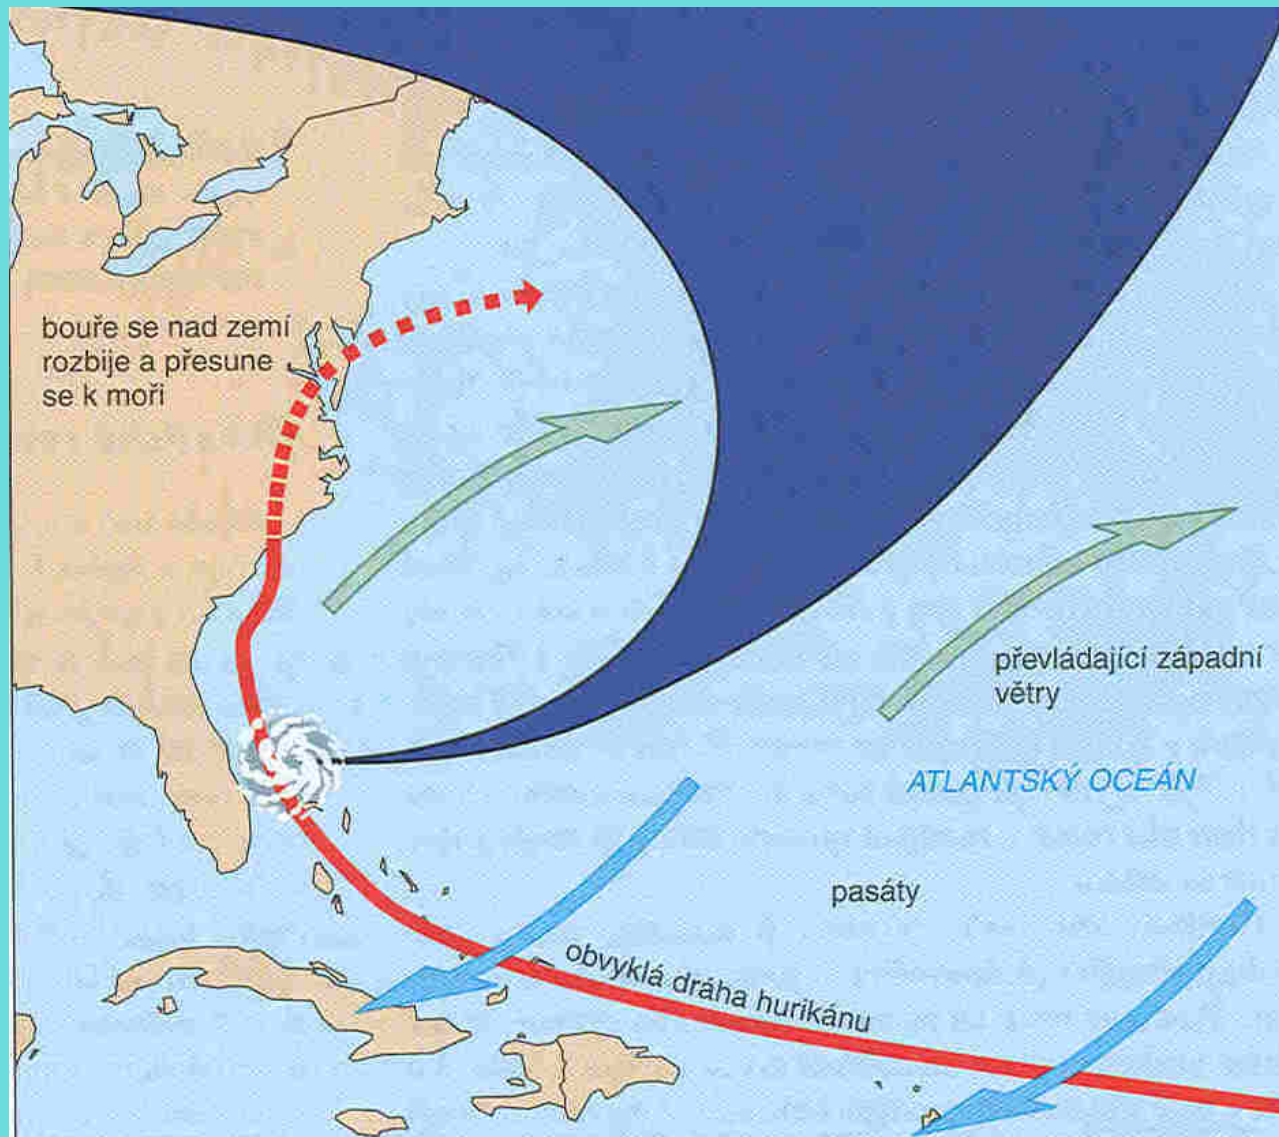 bouře se nad zemí
rozbije a přesune
se k moři
převládající západní
větry
ATLANTSKÝ OCEÁN
pasáty
obvyklá dráha hurikánu